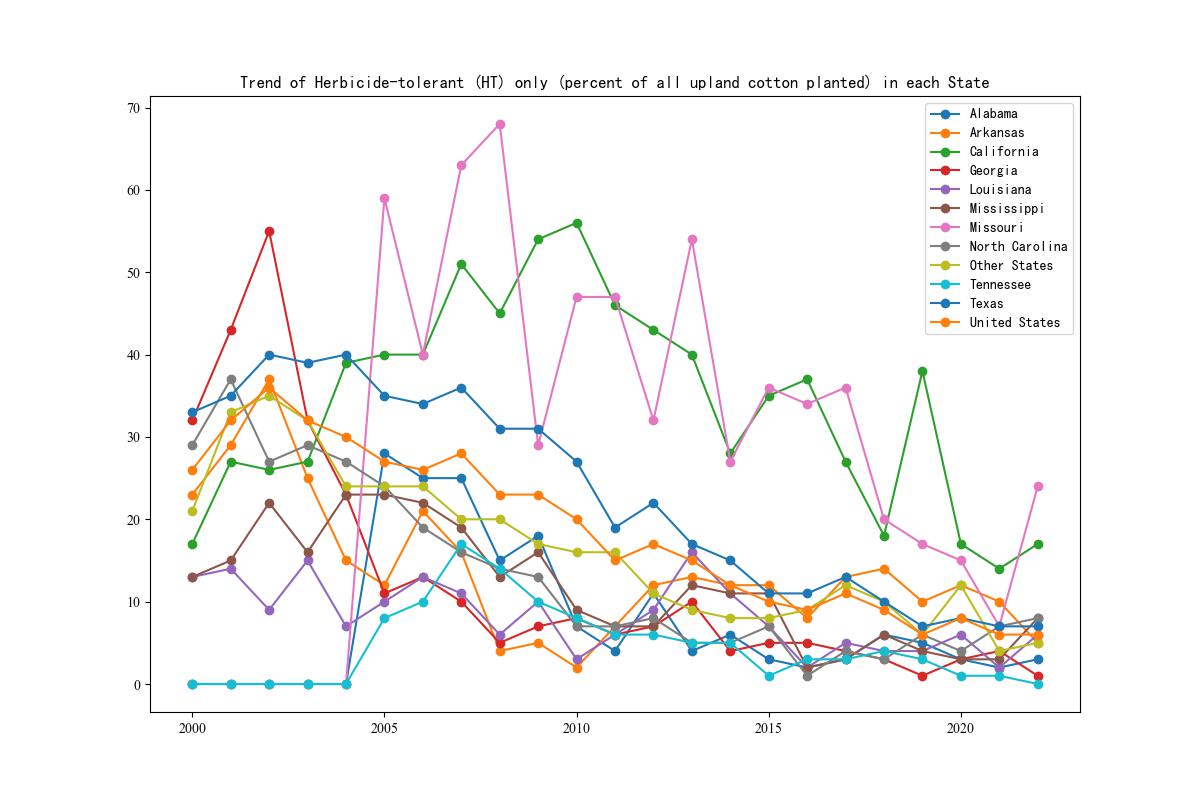 Trend of Herbicide-tolerant (HT) only (percent of all upland cotton planted) in each State
70
60
50
40
30
20
10
0
2000
2005
2010
2015
2020
Alabama
Arkansas
California
Georgia
Louisiana
Mississippi
Missouri
North Carolina
Other States
Tennessee
Texas
United States